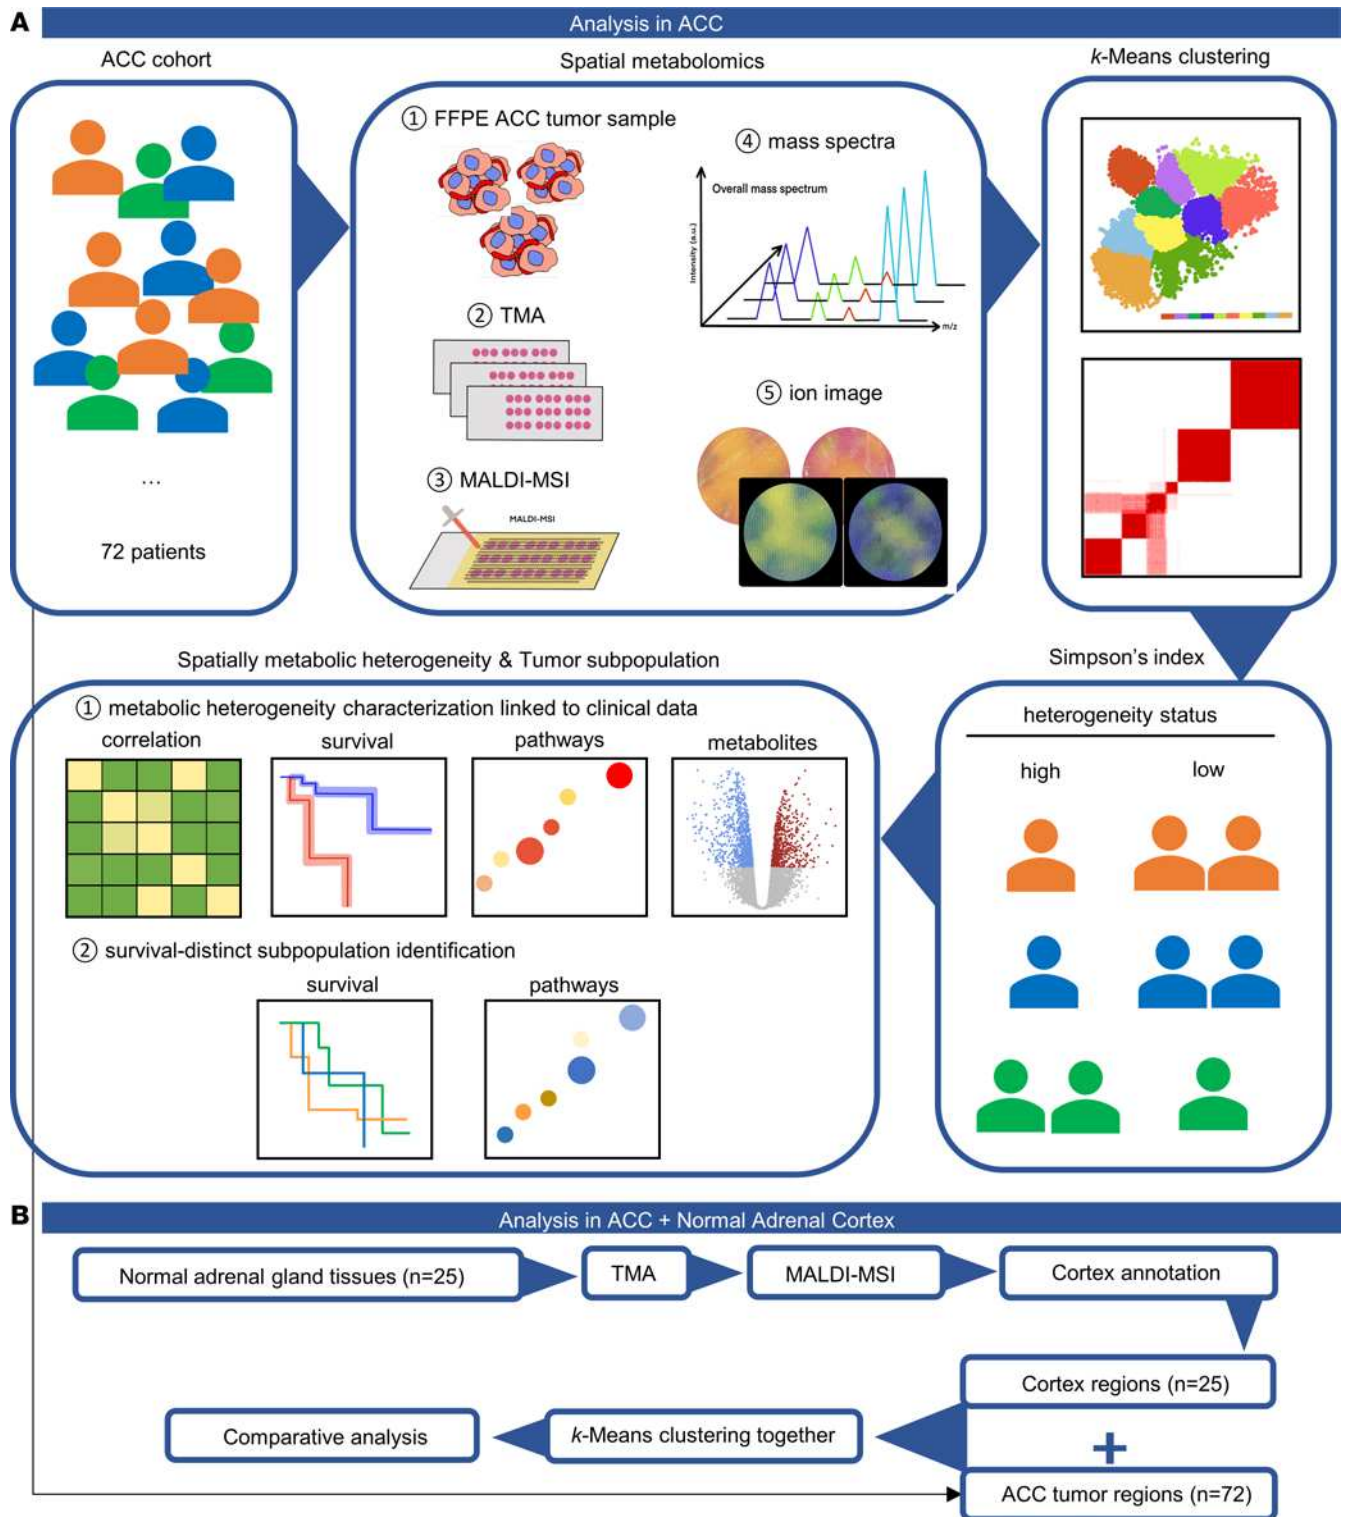 A
Analysis in ACC
ACC cohort
Spatial metabolomics
k-Means clustering
① FFPE ACC tumor sample
④ mass spectra
Overall mass spectrum
Intensity (a.u.)
m/z
② TMA
⑤ ion image
③ MALDI-MSI
MALDI-MSI
...
72 patients
Spatially metabolic heterogeneity & Tumor subpopulation
Simpson's index
① metabolic heterogeneity characterization linked to clinical data
correlation
survival
pathways
metabolites
heterogeneity status
high
low
② survival-distinct subpopulation identification
survival
pathways
B
Analysis in ACC + Normal Adrenal Cortex
Normal adrenal gland tissues (n=25)
TMA
MALDI-MSI
Cortex annotation
Cortex regions (n=25)
Comparative analysis
k-Means clustering together
+
ACC tumor regions (n=72)